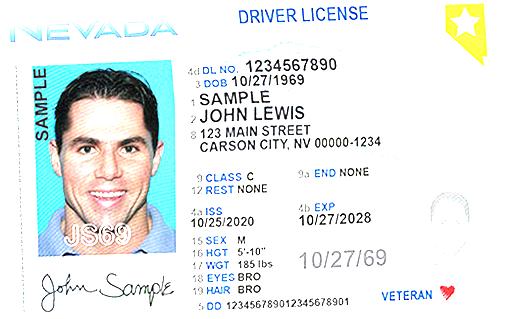 NEVADA
DRIVER LICENSE
4d DL NO. 1234567890
3 DOB 10/27/1969
1 SAMPLE
2 JOHN LEWIS
8 123 MAIN STREET
CARSON CITY, NV 00000-1234
9 CLASS C 9a END NONE
12 REST NONE
4a ISS 4b EXP
10/25/2020 10/27/2028
15 SEX M
16 HGT 5'-10"
17 WGT 185 lbs
18 EYES BRO
19 HAIR BRO
5 DD 123456789012345678901
10/27/69
VETERAN
SAMPLE
JS69
John Sample